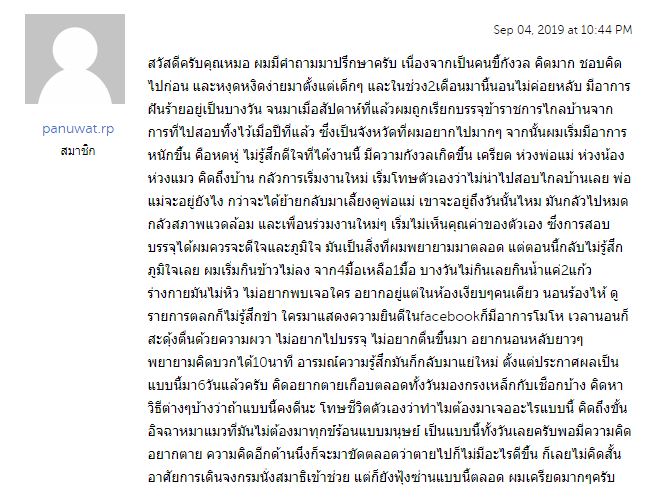 Sep 04, 2019 at 10:44 PM
panuwat.rp
สมาชิก
สวัสดีครับคุณหมอ ผมมีคำถามมาปรึกษาครับ เนื่องจากเป็นคนขี้กังวล คิดมาก ชอบคิด
ไปก่อน และหงุดหงิดง่ายมาตั้งแต่เด็กๆ และในช่วง2เดือนมานี้นอนไม่ค่อยหลับ มีอาการ
ฝันร้ายอยู่เป็นบางวัน จนมาเมื่อสัปดาห์ที่แล้วผมถูกเรียกบรรจุข้าราชการไกลบ้านจาก
การที่ไปสอบทิ้งไว้เมื่อปีที่แล้ว ซึ่งเป็นจังหวัดที่ผมอยากไปมากๆ จากนั้นผมเริ่มมีอาการ
หนักขึ้น คือหดหู่ ไม่รู้สึกดีใจที่ได้งานนี้ มีความกังวลเกิดขึ้น เครียด ห่วงพ่อแม่ ห่วงน้อง
ห่วงแมว คิดถึงบ้าน กลัวการเริ่มงานใหม่ เริ่มโทษตัวเองว่าไม่น่าไปสอบไกลบ้านเลย พ่อ
แม่จะอยู่ยังไง กว่าจะได้ย้ายกลับมาเลี้ยงดูพ่อแม่ เขาจะอยู่ถึงวันนั้นไหม มันกลัวไปหมด
กลัวสภาพแวดล้อม และเพื่อนร่วมงานใหม่ๆ เริ่มไม่เห็นคุณค่าของตัวเอง ซึ่งการสอบ
บรรจุได้ผมควรจะดีใจและภูมิใจ มันเป็นสิ่งที่ผมพยายามมาตลอด แต่ตอนนี้กลับไม่รู้สึก
ภูมิใจเลย ผมเริ่มกินข้าวไม่ลง จาก4มื้อเหลือ1มื้อ บางวันไม่กินเลยกินน้ำแค่2แก้ว
ร่างกายมันไม่หิว ไม่อยากพบเจอใคร อยากอยู่แต่ในห้องเงียบๆคนเดียว นอนร้องไห้ ดู
รายการตลกก็ไม่รู้สึกขำ ใครมาแสดงความยินดีในfacebookก็มีอาการโมโห เวลานอนก็
สะดุ้งตื่นด้วยความผวา ไม่อยากไปบรรจุ ไม่อยากตื่นขึ้นมา อยากนอนหลับยาวๆ
พยายามคิดบวกได้10นาที อารมณ์ความรู้สึกมันก็กลับมาแย่ใหม่ ตั้งแต่ประกาศผลเป็น
แบบนี้มา6วันแล้วครับ คิดอยากตายเกือบตลอดทั้งวันมองกรงเหล็กกับเชือกบ้าง คิดหา
วิธีต่างๆบ้างว่าถ้าแบบนี้คงดีนะ โทษชีวิตตัวเองว่าทำไมต้องมาเจออะไรแบบนี้ คิดถึงขั้น
อิจฉาหมาแมวที่มันไม่ต้องมาทุกข์ร้อนแบบมนุษย์ เป็นแบบนี้ทั้งวันเลยครับพอมีความคิด
อยากตาย ความคิดอีกด้านนึงก็จะมาขัดตลอดว่าตายไปก็ไม่มีอะไรดีขึ้น ก็เลยไม่คิดสั้น
อาศัยการเดินจงกรมนั่งสมาธิเข้าช่วย แต่ก็ยังฟุ้งซ่านแบบนี้ตลอด ผมเครียดมากๆครับ